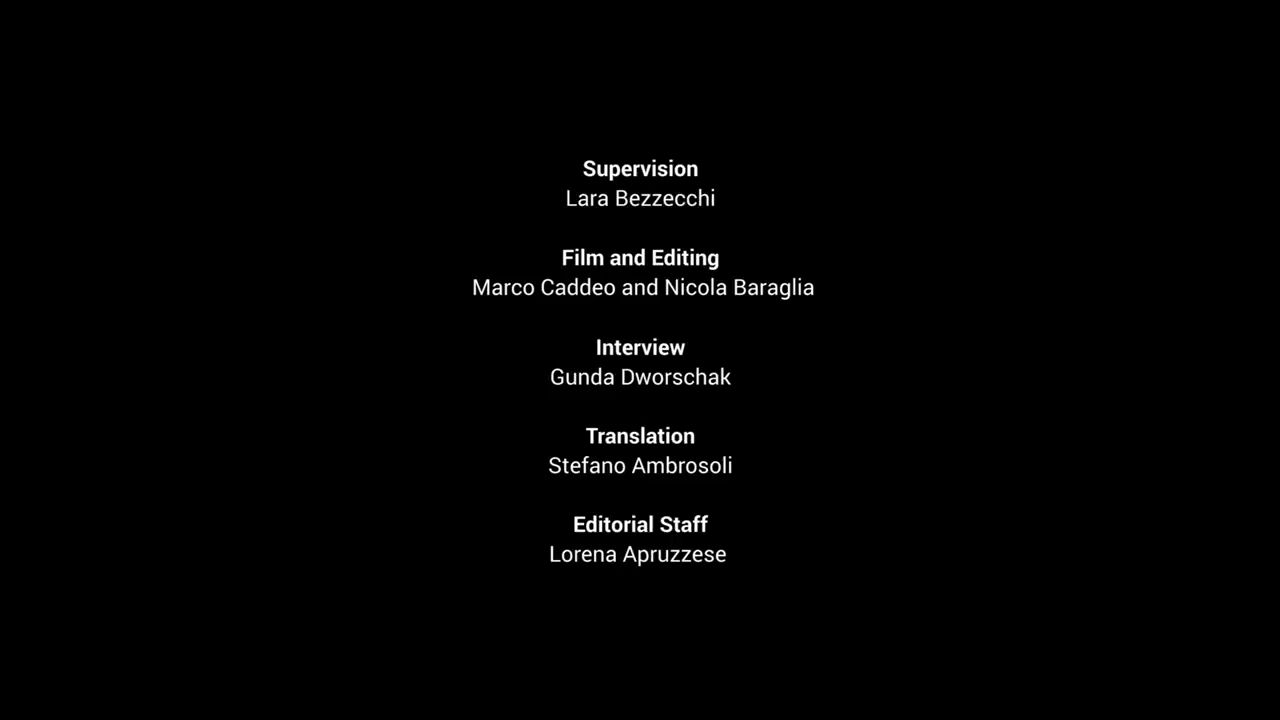 Supervision
Lara Bezzecchi
Film and Editing
Marco Caddeo and Nicola Baraglia
Interview
Gunda Dworschak
Translation
Stefano Ambrosoli
Editorial Staff
Lorena Apruzzese